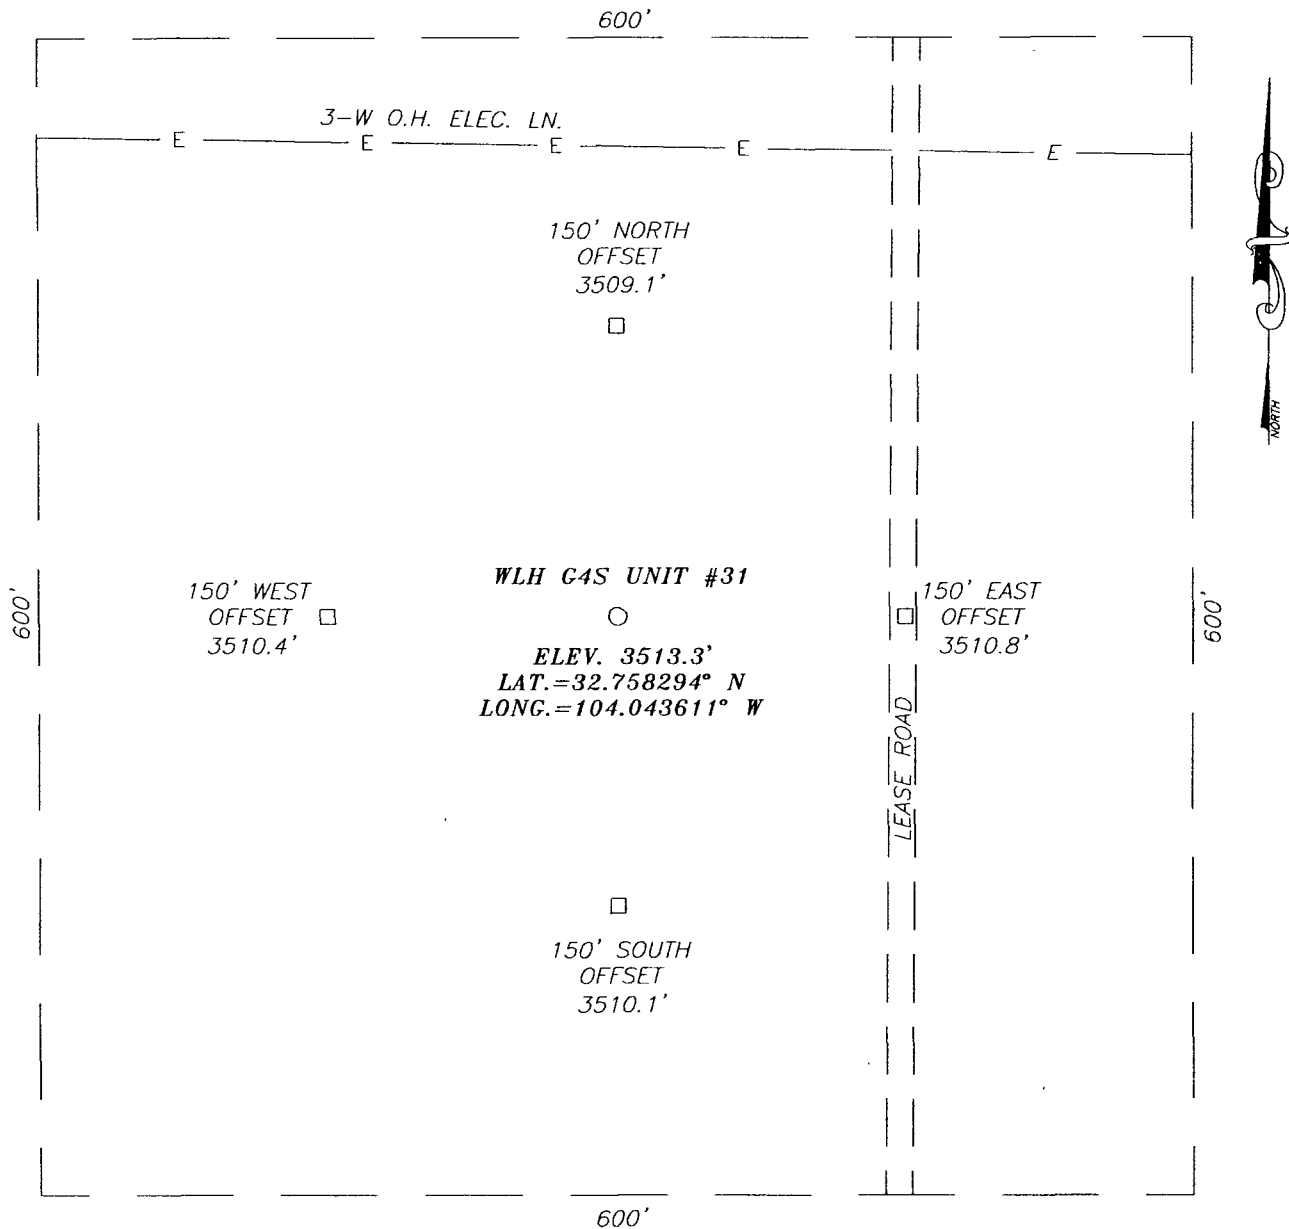 600'
3-W O.H. ELEC. LN.
E E E E E
150' NORTH
OFFSET
3509.1'
NORTH
WLH G4S UNIT #31
150' WEST
OFFSET
3510.4'
150' EAST
OFFSET
3510.8'
600'
600'
ELEV. 3513.3'
LAT.=32.758294° N
LONG.=104.043611° W
LEASE ROAD
150' SOUTH
OFFSET
3510.1'
600'